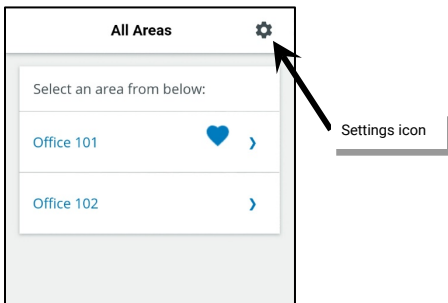 All Areas
Select an area from below:
Settings icon
Office 101
Office 102